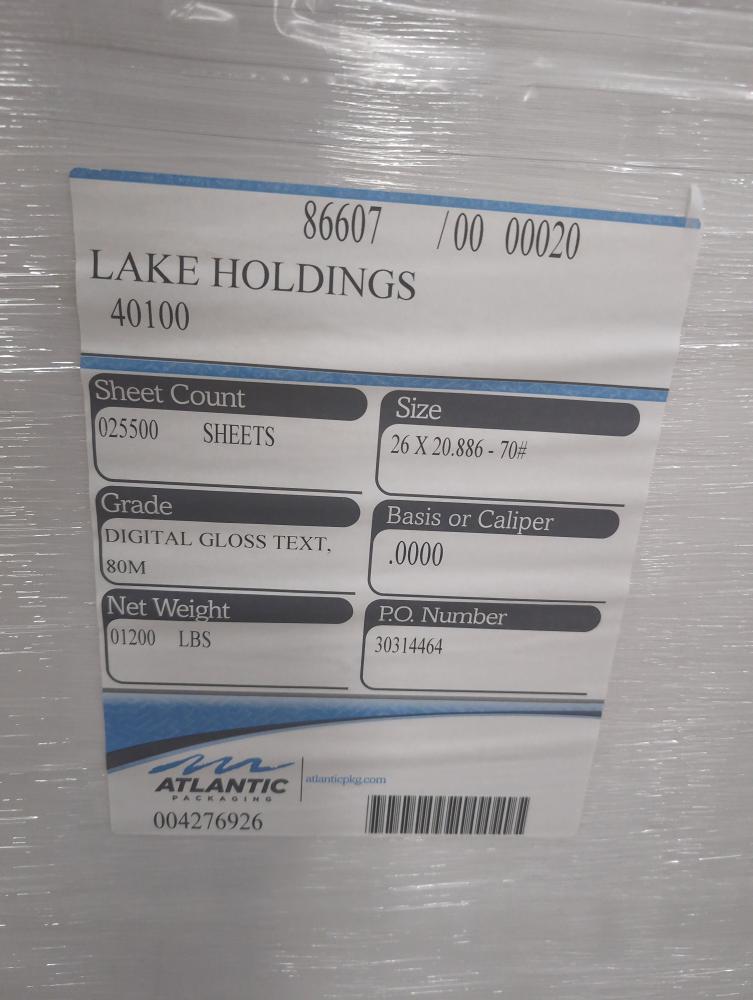 86607 /00 00020
LAKE HOLDINGS
40100
Sheet Count
025500 SHEETS
Size
26 X 20.886 - 70#
Grade
DIGITAL GLOSS TEXT,
80M
Basis or Caliper
.0000
Net Weight
01200 LBS
P.O. Number
30314464
ATLANTIC
PACKAGING
atlanticpkg.com
004276926